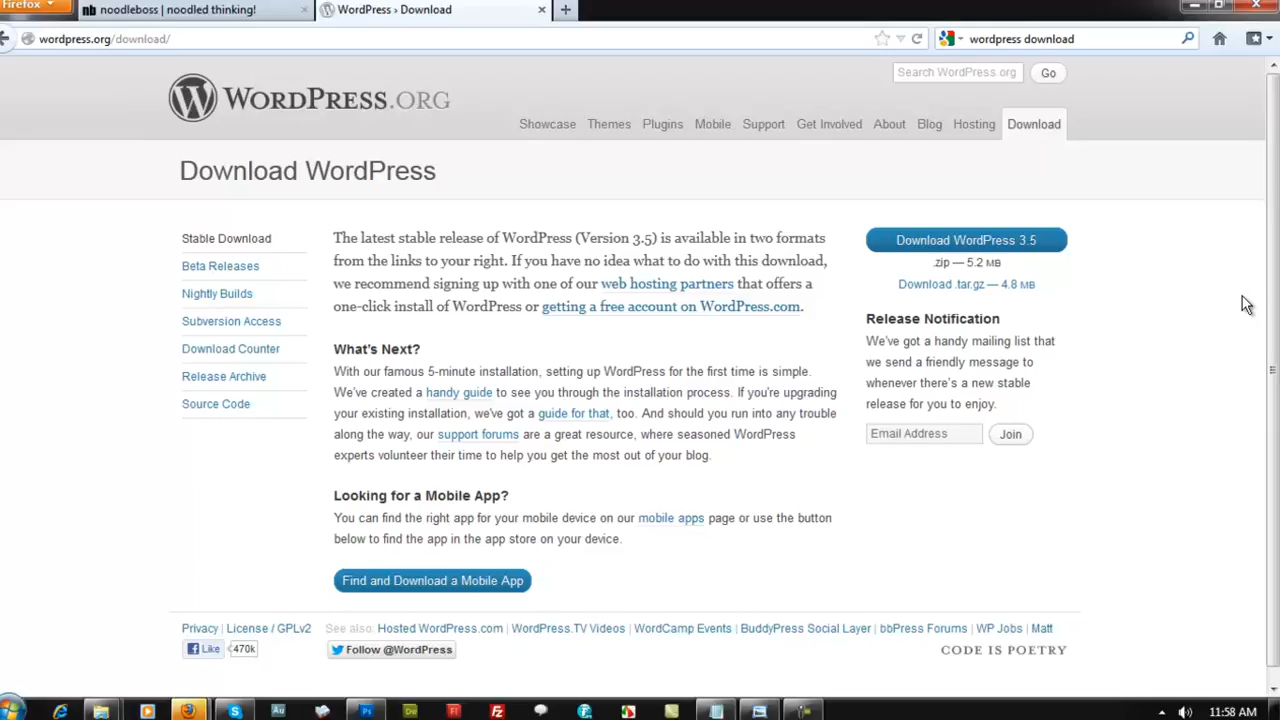 Firefox
noodleboss | noodled thinking!
WordPress › Download
wordpress.org/download/
wordpress download
Search WordPress.org
Go
WORDPRESS.ORG
Showcase Themes Plugins Mobile Support Get Involved About Blog Hosting Download
Download WordPress
Stable Download
Beta Releases
Nightly Builds
Subversion Access
Download Counter
Release Archive
Source Code
The latest stable release of WordPress (Version 3.5) is available in two formats
from the links to your right. If you have no idea what to do with this download,
we recommend signing up with one of our web hosting partners that offers a
one-click install of WordPress or getting a free account on WordPress.com.
What's Next?
With our famous 5-minute installation, setting up WordPress for the first time is simple.
We've created a handy guide to see you through the installation process. If you're upgrading
your existing installation, we've got a guide for that, too. And should you run into any trouble
along the way, our support forums are a great resource, where seasoned WordPress
experts volunteer their time to help you get the most out of your blog.
Looking for a Mobile App?
You can find the right app for your mobile device on our mobile apps page or use the button
below to find the app in the app store on your device.
Find and Download a Mobile App
Download WordPress 3.5
.zip — 5.2 MB
Download .tar.gz — 4.8 MB
Release Notification
We've got a handy mailing list that
we send a friendly message to
whenever there's a new stable
release for you to enjoy.
Email Address
Join
Privacy | License / GPLv2
See also: Hosted WordPress.com | WordPress.TV Videos | WordCamp Events | BuddyPress Social Layer | bbPress Forums | WP Jobs | Matt
Like 470k
Follow @WordPress
CODE IS POETRY
11:58 AM